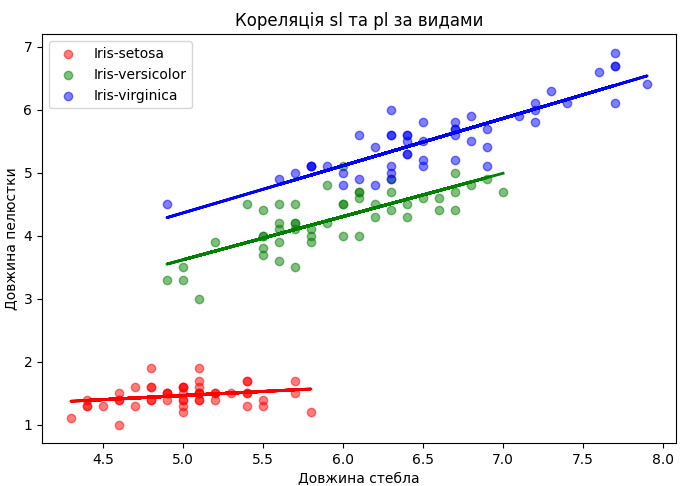 Кореляція sl та pl за видами
Iris-setosa
Iris-versicolor
Iris-virginica
Довжина пелюстки
7
6
5
4
3
2
1
4.5 5.0 5.5 6.0 6.5 7.0 7.5 8.0
Довжина стебла